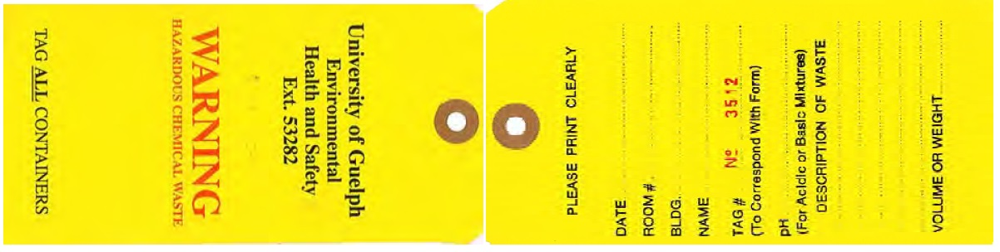 University of Guelph
Environmental
Health and Safety
Ext. 53282
WARNING
HAZARDOUS CHEMICAL WASTE
TAG ALL CONTAINERS
PLEASE PRINT CLEARLY
DATE
ROOM #
BLDG.
NAME
TAG # Nº 3512
(To Correspond With Form)
pH
(For Acidic or Basic Mixtures)
DESCRIPTION OF WASTE
VOLUME OR WEIGHT